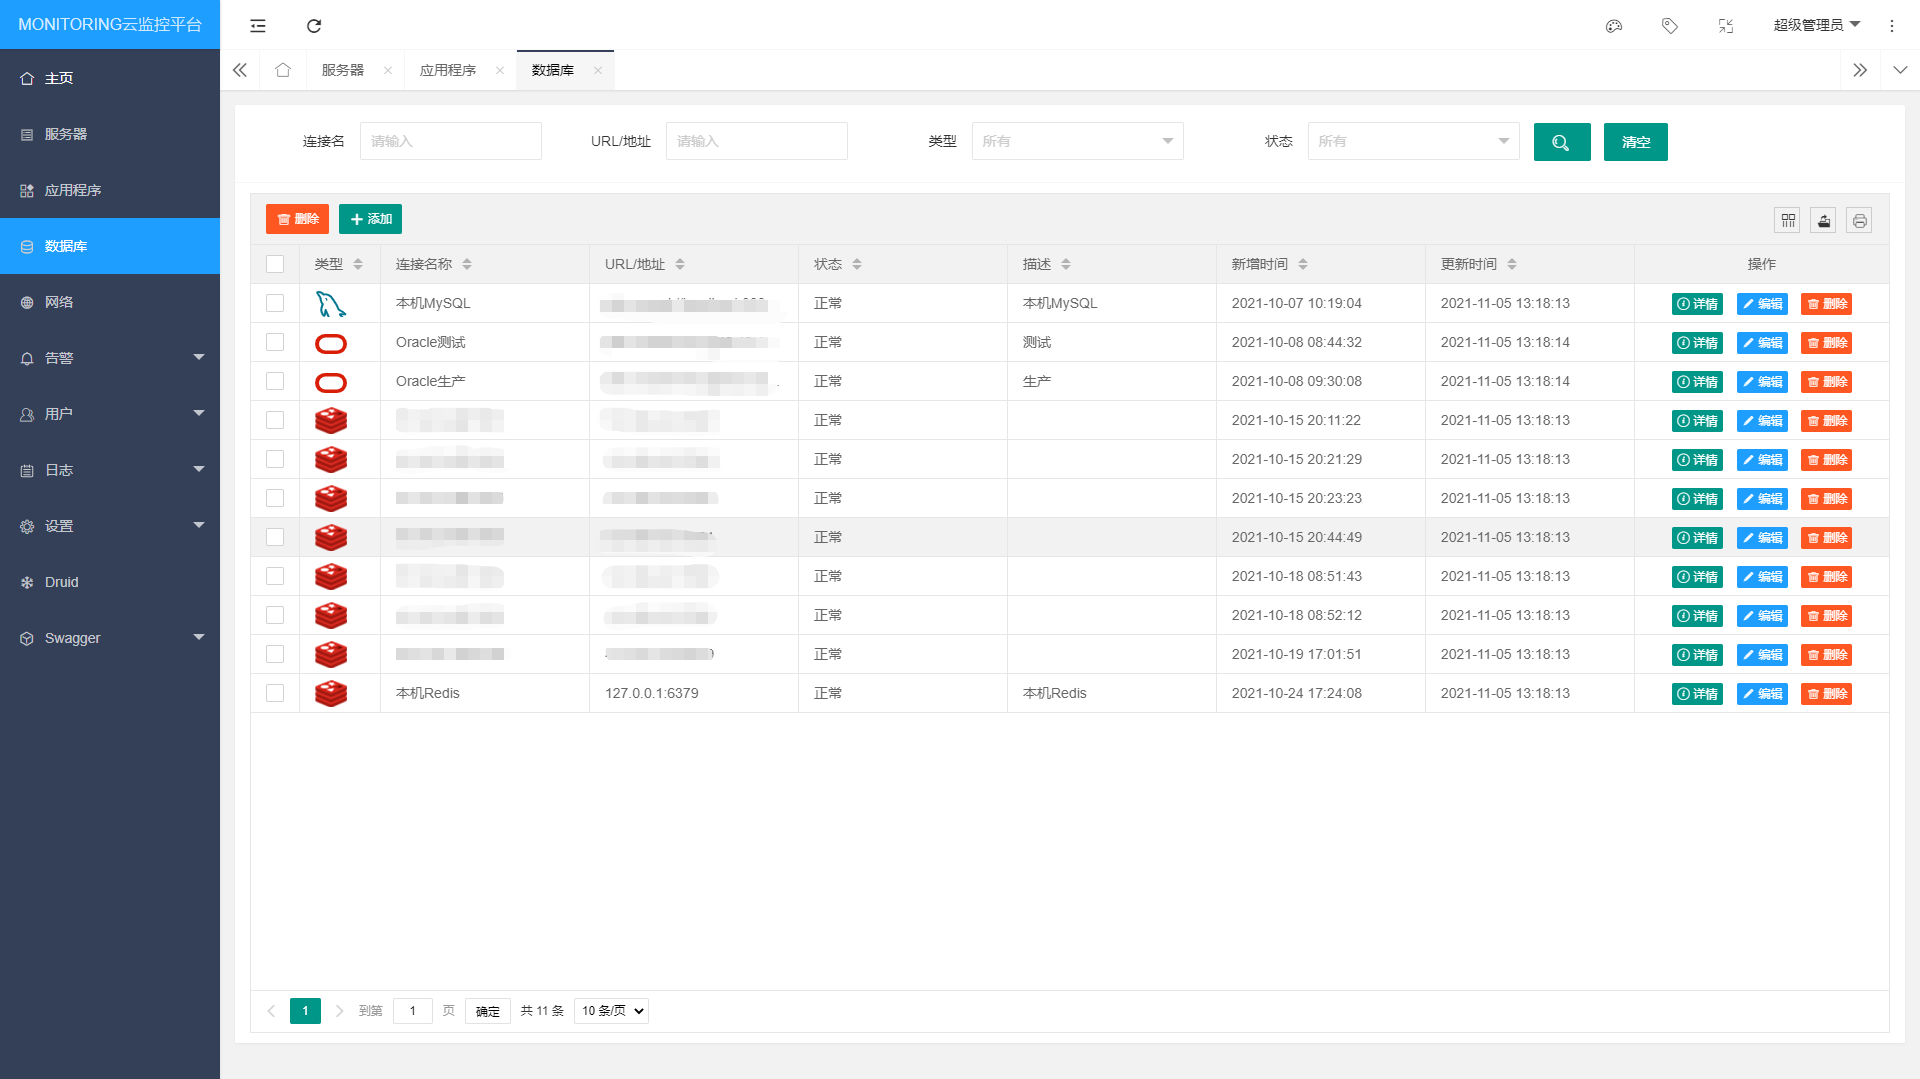 MONITORING云监控平台
超级管理员
主页
服务器
应用程序
数据库
网络
告警
用户
日志
设置
Druid
Swagger
服务器
应用程序
数据库
连接名 请输入 URL/地址 请输入 类型 所有 状态 所有 清空
删除 添加
类型 连接名称 URL/地址 状态 描述 新增时间 更新时间 操作
本机MySQL 正常 本机MySQL 2021-10-07 10:19:04 2021-11-05 13:18:13 详情 编辑 删除
Oracle测试 正常 测试 2021-10-08 08:44:32 2021-11-05 13:18:14 详情 编辑 删除
Oracle生产 正常 生产 2021-10-08 09:30:08 2021-11-05 13:18:14 详情 编辑 删除
正常 2021-10-15 20:11:22 2021-11-05 13:18:13 详情 编辑 删除
正常 2021-10-15 20:21:29 2021-11-05 13:18:13 详情 编辑 删除
正常 2021-10-15 20:23:23 2021-11-05 13:18:13 详情 编辑 删除
正常 2021-10-15 20:44:49 2021-11-05 13:18:13 详情 编辑 删除
正常 2021-10-18 08:51:43 2021-11-05 13:18:13 详情 编辑 删除
正常 2021-10-18 08:52:12 2021-11-05 13:18:13 详情 编辑 删除
正常 2021-10-19 17:01:51 2021-11-05 13:18:13 详情 编辑 删除
本机Redis 127.0.0.1:6379 正常 本机Redis 2021-10-24 17:24:08 2021-11-05 13:18:13 详情 编辑 删除
1 到第 1 页 确定 共 11 条 10 条/页